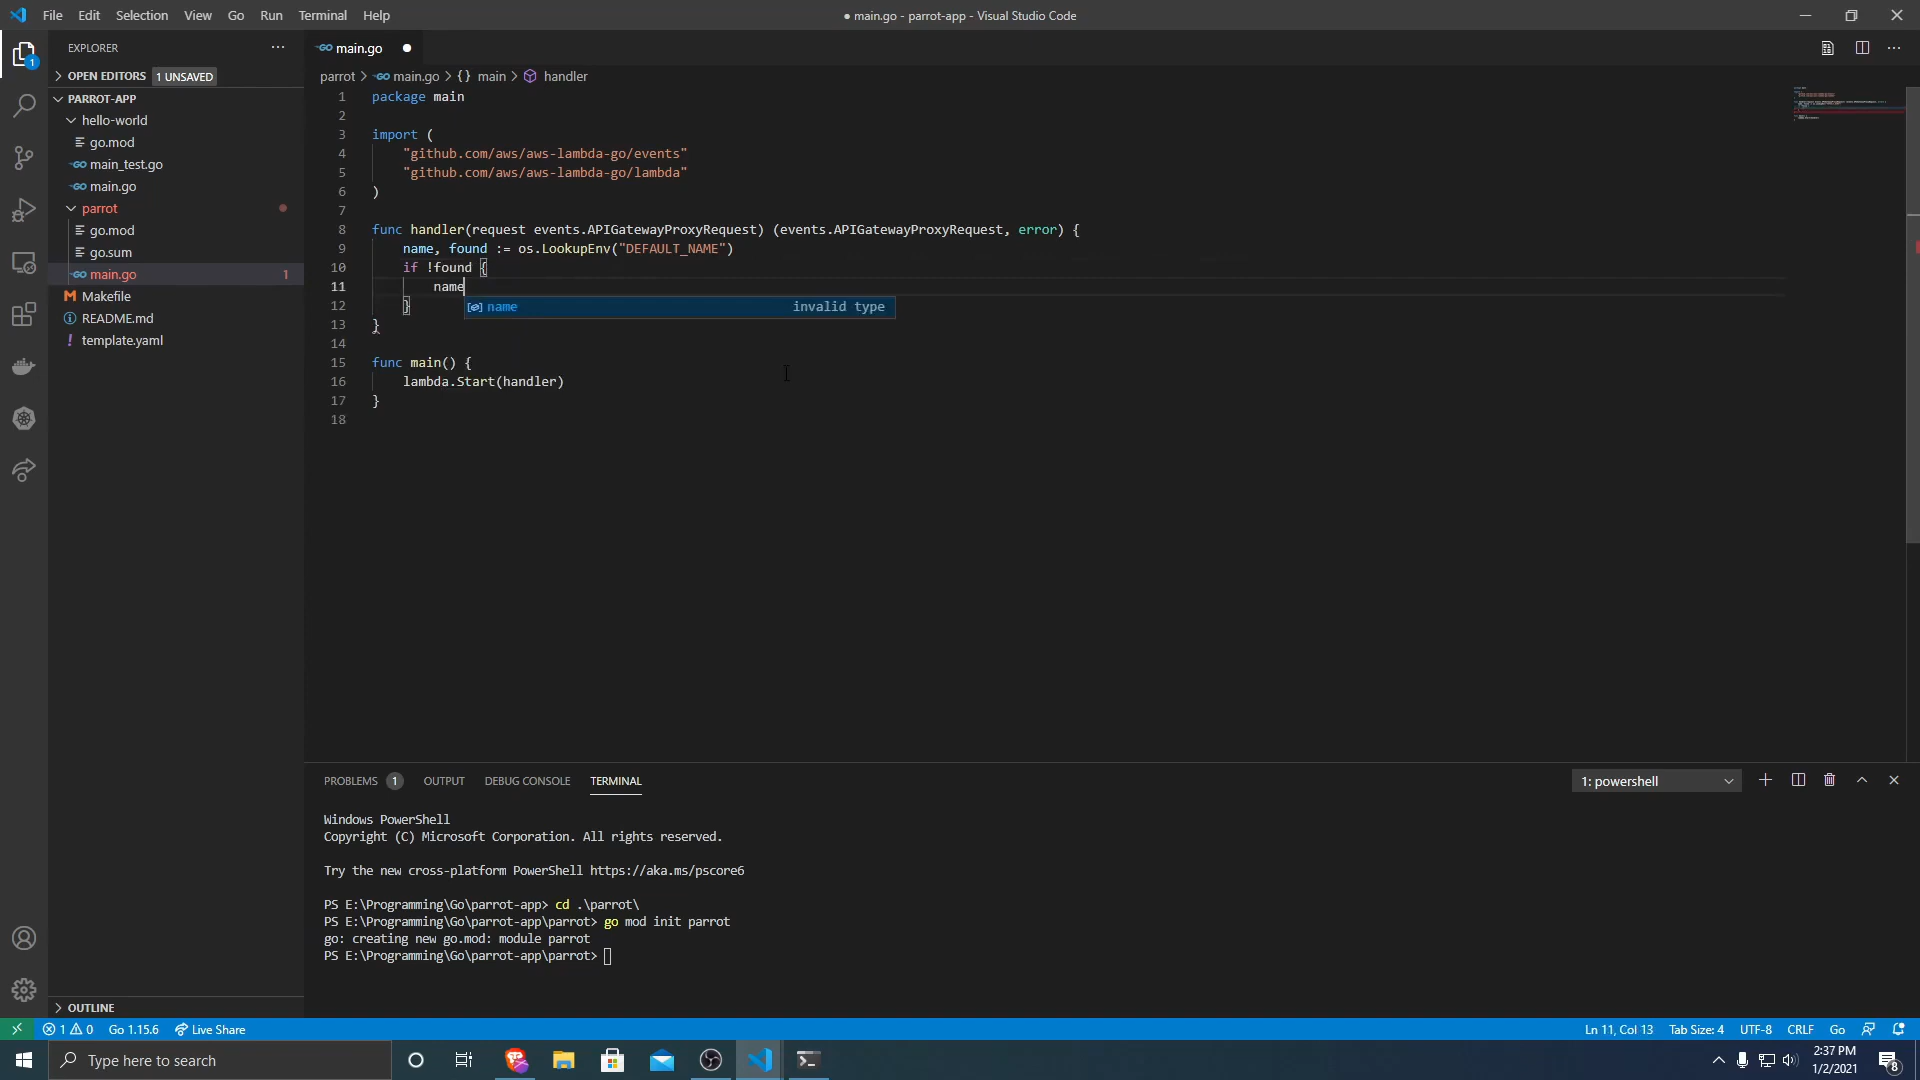 File Edit Selection View Go Run Terminal Help
● main.go - parrot-app - Visual Studio Code
EXPLORER
OPEN EDITORS 1 UNSAVED
PARROT-APP
hello-world
go.mod
main_test.go
main.go
parrot
go.mod
go.sum
main.go 1
Makefile
README.md
template.yaml
OUTLINE
main.go
parrot > main.go > {} main > handler
1 package main
2
3 import (
4 "github.com/aws/aws-lambda-go/events"
5 "github.com/aws/aws-lambda-go/lambda"
6 )
7
8 func handler(request events.APIGatewayProxyRequest) (events.APIGatewayProxyRequest, error) {
9 name, found := os.LookupEnv("DEFAULT_NAME")
10 if !found {
11 name
name invalid type
12 }
13 }
14
15 func main() {
16 lambda.Start(handler)
17 }
18
PROBLEMS 1 OUTPUT DEBUG CONSOLE TERMINAL
1: powershell
Windows PowerShell
Copyright (C) Microsoft Corporation. All rights reserved.
Try the new cross-platform PowerShell https://aka.ms/pscore6
PS E:\Programming\Go\parrot-app> cd .\parrot\
PS E:\Programming\Go\parrot-app\parrot> go mod init parrot
go: creating new go.mod: module parrot
PS E:\Programming\Go\parrot-app\parrot>
1 0 Go 1.15.6 Live Share
Ln 11, Col 13 Tab Size: 4 UTF-8 CRLF Go
Type here to search
2:37 PM
1/2/2021
8